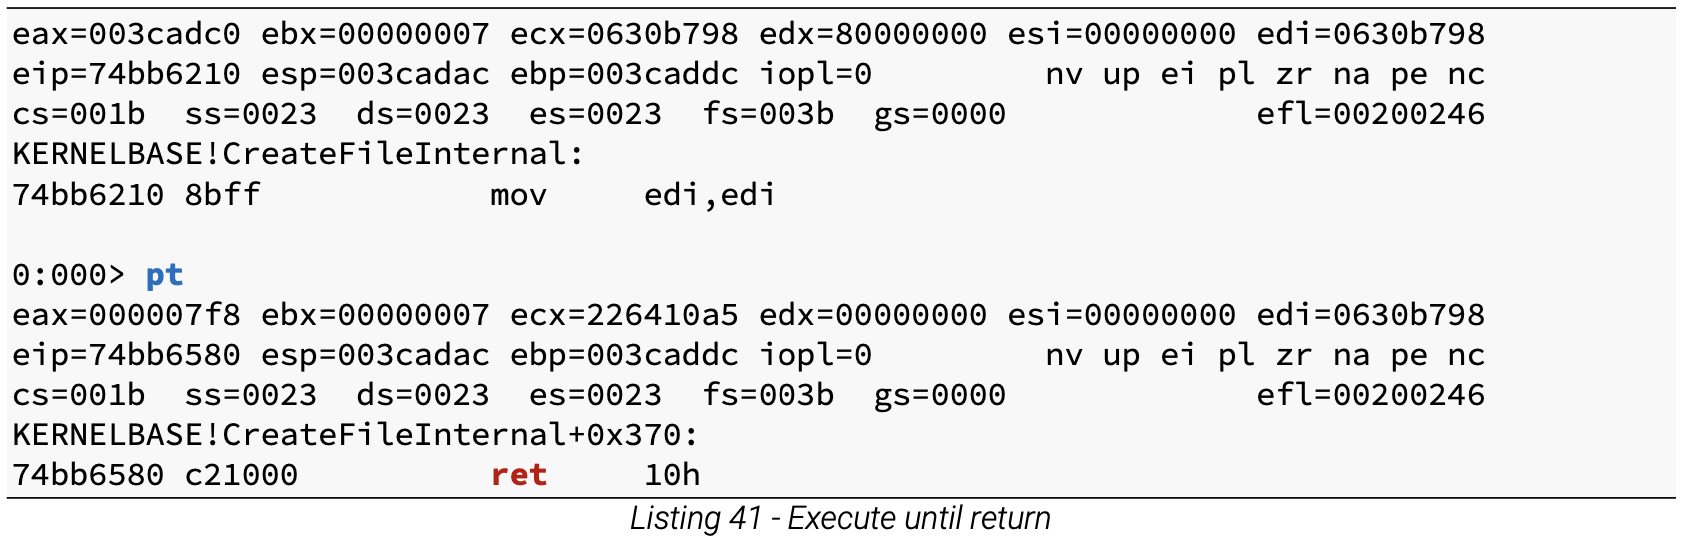 eax=003cadc0 ebx=00000007 ecx=0630b798 edx=80000000 esi=00000000 edi=0630b798
eip=74bb6210 esp=003cadac ebp=003caddc iopl=0         nv up ei pl zr na pe nc
cs=001b  ss=0023  ds=0023  es=0023  fs=003b  gs=0000             efl=00200246
KERNELBASE!CreateFileInternal:
74bb6210 8bff            mov     edi,edi
0:000> pt
eax=000007f8 ebx=00000007 ecx=226410a5 edx=00000000 esi=00000000 edi=0630b798
eip=74bb6580 esp=003cadac ebp=003caddc iopl=0         nv up ei pl zr na pe nc
cs=001b  ss=0023  ds=0023  es=0023  fs=003b  gs=0000             efl=00200246
KERNELBASE!CreateFileInternal+0x370:
74bb6580 c21000          ret     10h
Listing 41 - Execute until return